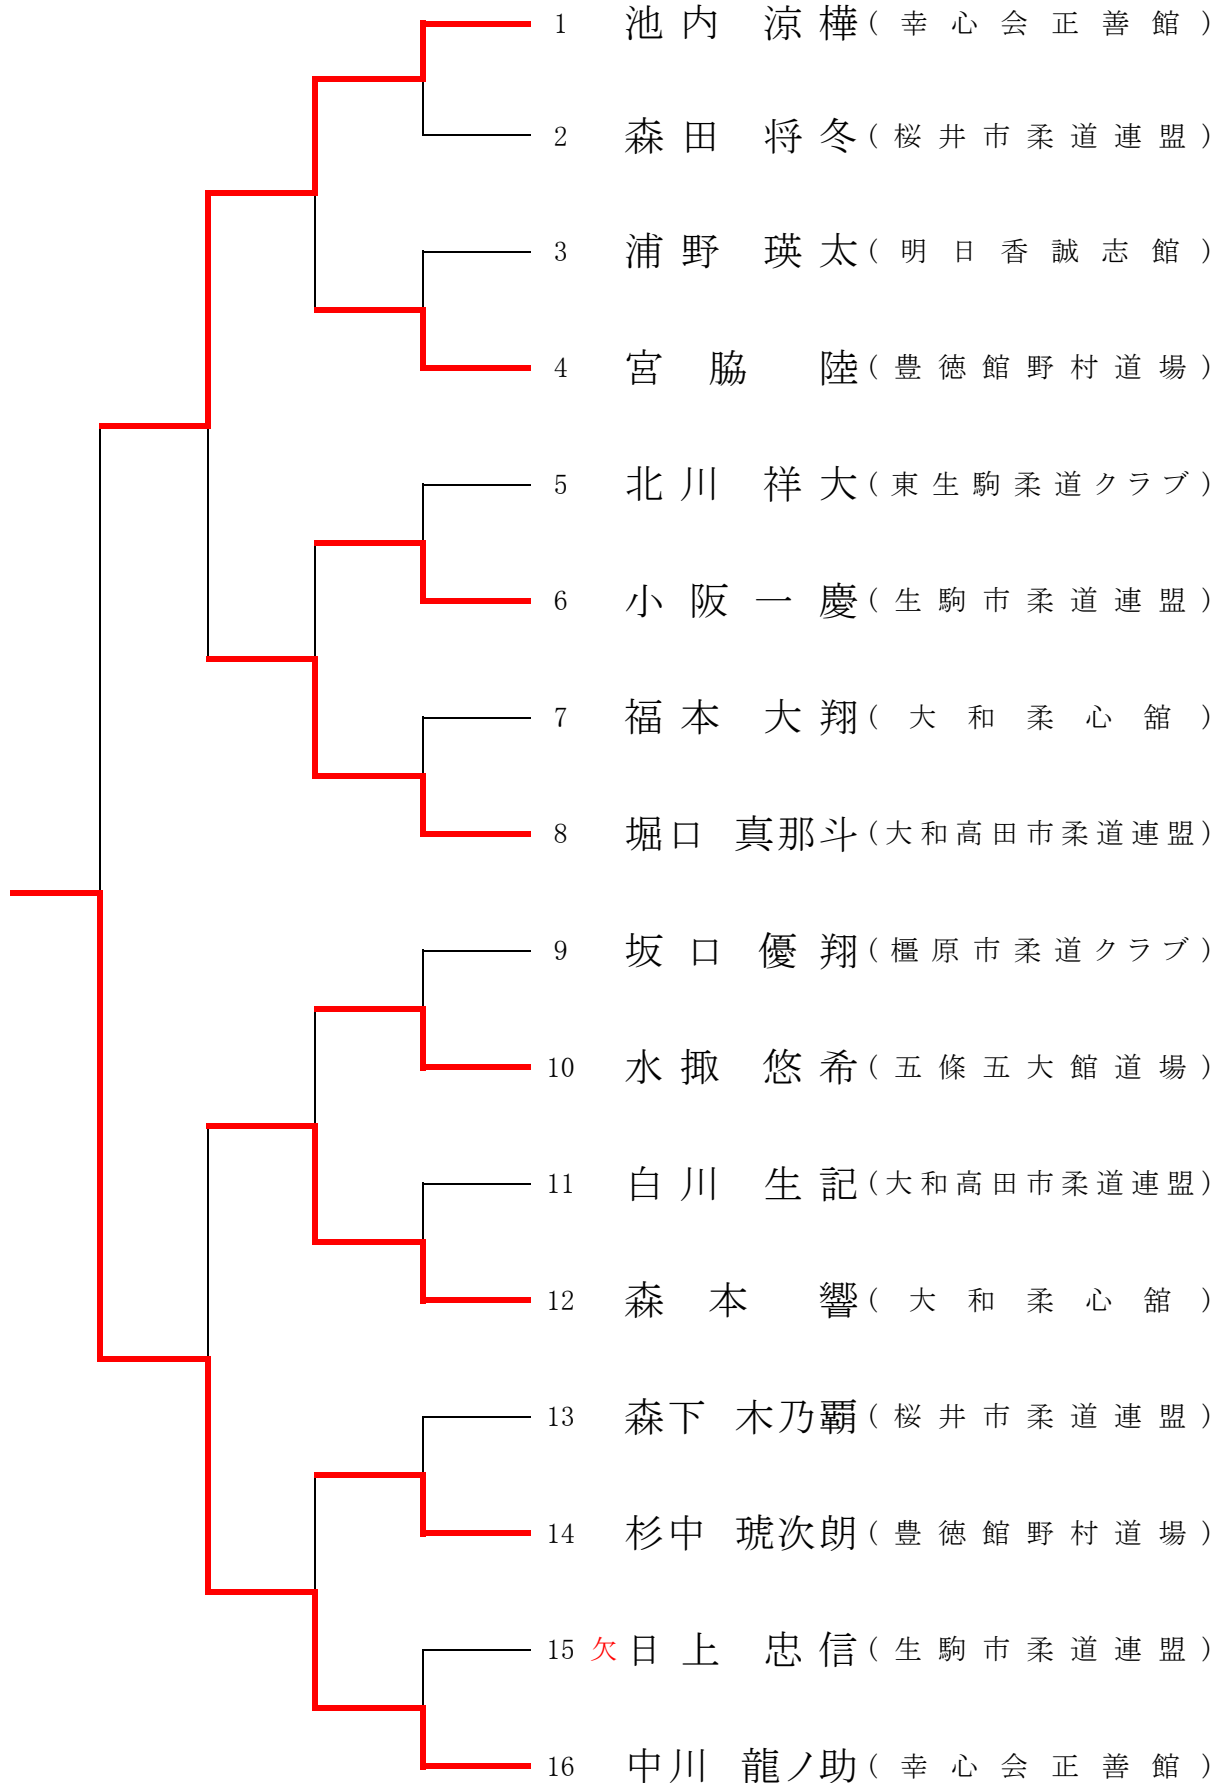 1 池内 涼樺(幸心会正善館)
2 森田 将冬(桜井市柔道連盟)
3 浦野 瑛太(明日香誠志館)
4 宮脇 陸(豊徳館野村道場)
5 北川 祥大(東生駒柔道クラブ)
6 小阪一慶(生駒市柔道連盟)
7 福本 大翔(大和柔心舘)
8 堀口 真那斗(大和高田市柔道連盟)
9 坂口 優翔(橿原市柔道クラブ)
10 水掫 悠希(五條五大館道場)
11 白川 生記(大和高田市柔道連盟)
12 森本 響(大和柔心舘)
13 森下 木乃覇(桜井市柔道連盟)
14 杉中 琥次朗(豊徳館野村道場)
15 欠 日上 忠信(生駒市柔道連盟)
16 中川 龍ノ助(幸心会正善館)